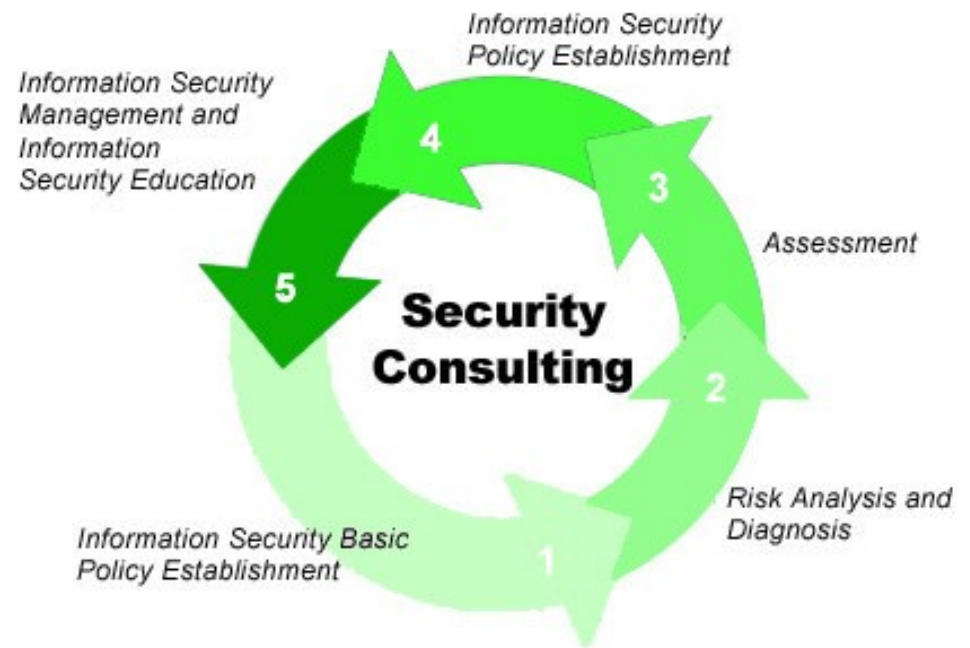 Information Security
Policy Establishment
Information Security
Management and
Information
Security Education
4
3
Assessment
5
Security
Consulting
2
Risk Analysis and
Diagnosis
Information Security Basic
Policy Establishment
1